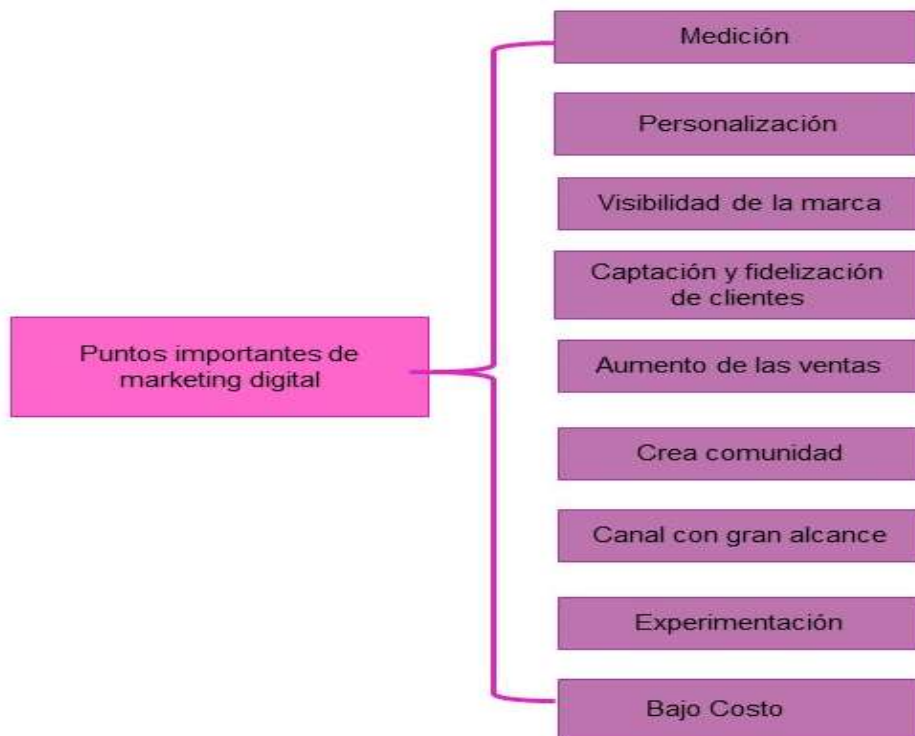 Medición
Personalización
Visibilidad de la marca
Captación y fidelización
de clientes
Puntos importantes de
marketing digital
Aumento de las ventas
Crea comunidad
Canal con gran alcance
Experimentación
Bajo Costo